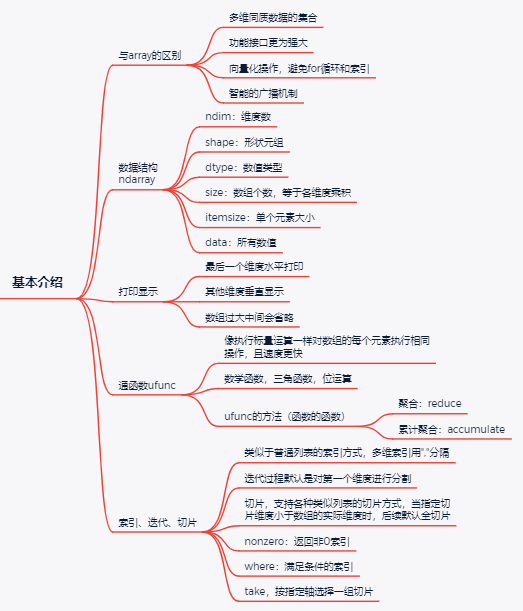 基本介绍
与array的区别
多维同质数据的集合
功能接口更为强大
向量化操作，避免for循环和索引
智能的广播机制
数据结构
ndarray
ndim：维度数
shape：形状元组
dtype：数值类型
size：数组个数，等于各维度乘积
itemsize：单个元素大小
data：所有数值
打印显示
最后一个维度水平打印
其他维度垂直显示
数组过大中间会省略
通函数ufunc
像执行标量运算一样对数组的每个元素执行相同
操作，且速度更快
数学函数，三角函数，位运算
ufunc的方法（函数的函数）
聚合：reduce
累计聚合：accumulate
索引、迭代、切片
类似于普通列表的索引方式，多维索引用","分隔
迭代过程默认是对第一个维度进行分割
切片，支持各种类似列表的切片方式，当指定切
片维度小于数组的实际维度时，后续默认全切片
nonzero：返回非0索引
where：满足条件的索引
take，按指定轴选择一组切片